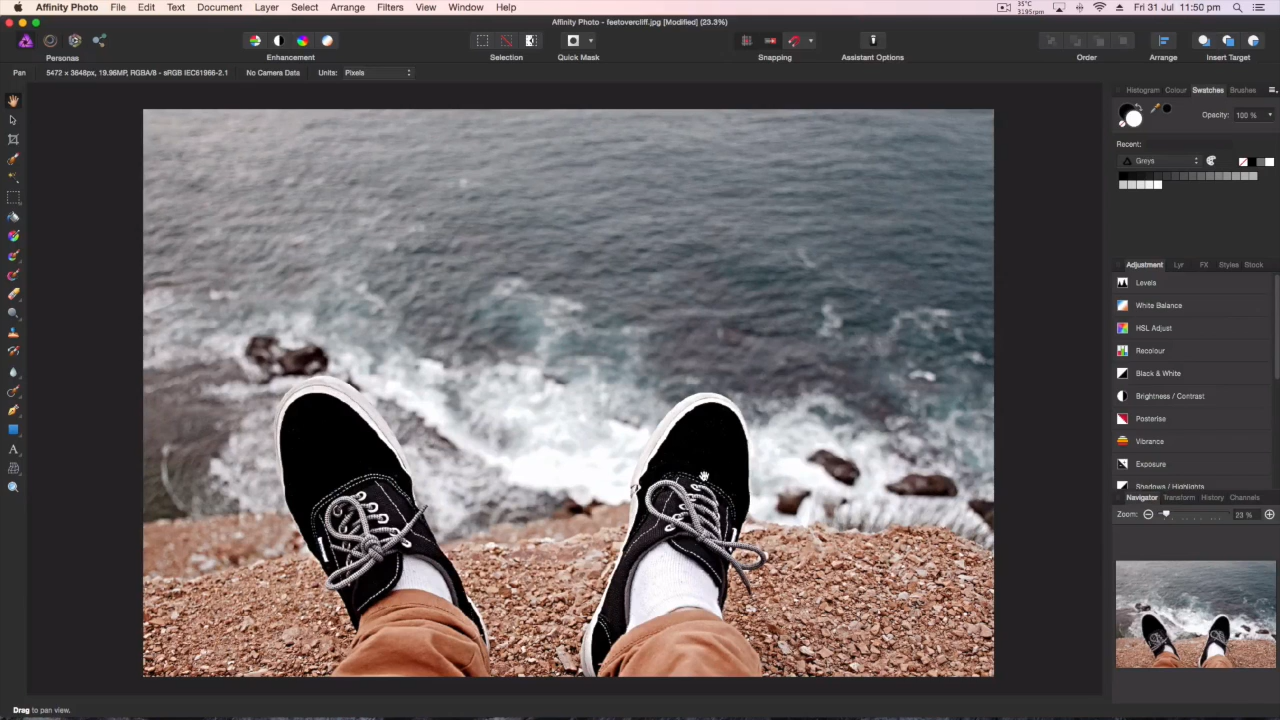 Affinity Photo File Edit Text Document Layer Select Arrange Filters View Window Help 35°C 3195rpm Fri 31 Jul 11:50 pm
Affinity Photo - feetovercliff.jpg [Modified] (23.3%)
Personas Enhancement Selection Quick Mask Snapping Assistant Options Order Arrange Insert Target
Pan 5472 × 3648px, 19.96MP, RGBA/8 - sRGB IEC61966-2.1 No Camera Data Units: Pixels
Histogram Colour Swatches Brushes
Opacity: 100 %
Recent:
Greys
Adjustment Lyr FX Styles Stock
Levels
White Balance
HSL Adjust
Recolour
Black & White
Brightness / Contrast
Posterise
Vibrance
Exposure
Shadows / Highlights
Navigator Transform History Channels
Zoom: 23 %
Drag to pan view.